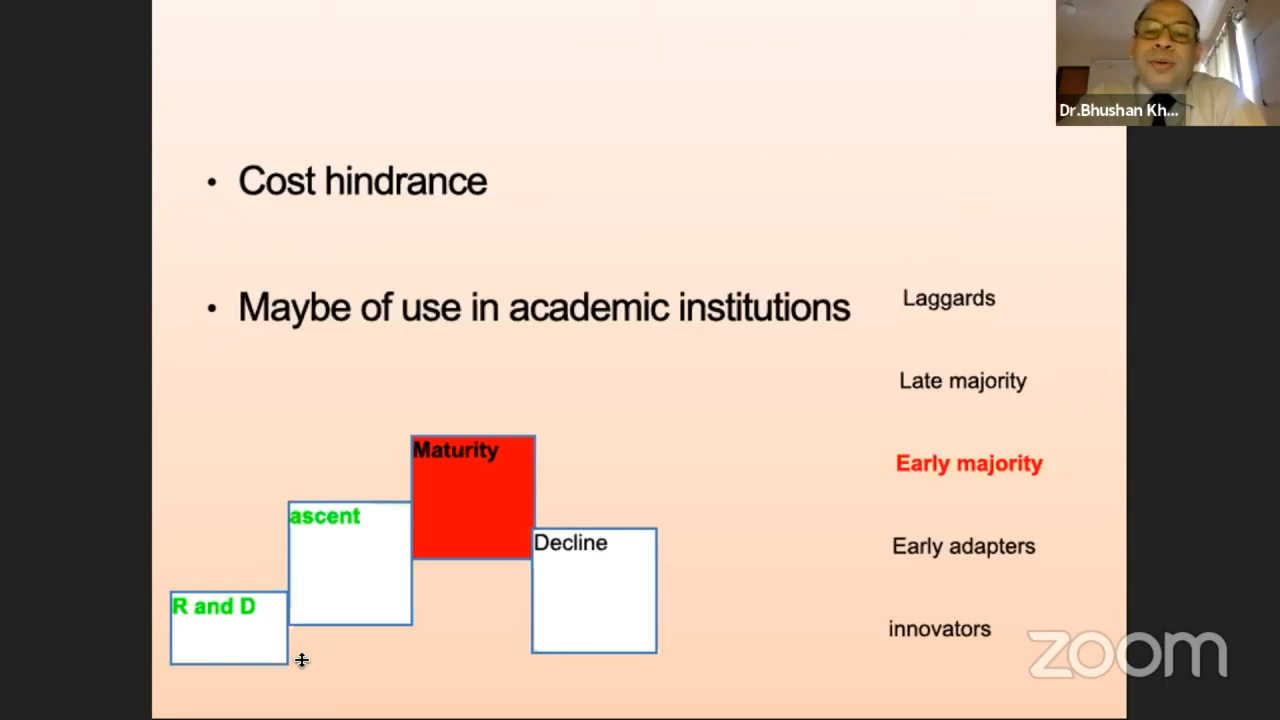 Dr.Bhushan Kh...
• Cost hindrance
• Maybe of use in academic institutions
Laggards
Late majority
Early majority
Early adapters
innovators
Maturity
ascent
Decline
R and D
zoom